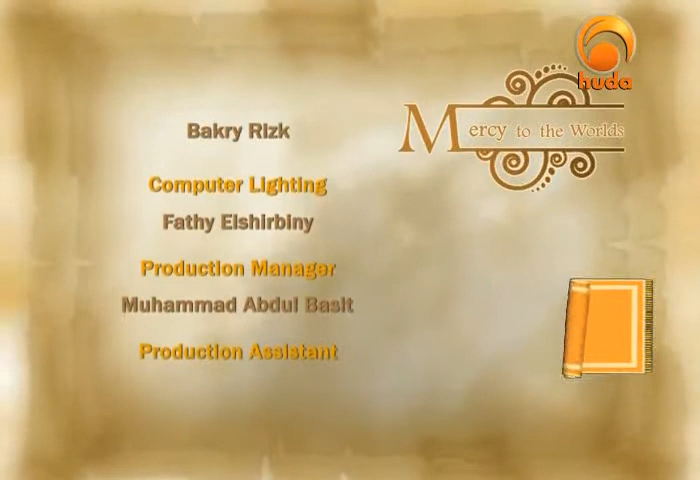 huda
Mercy to the Worlds
Bakry Rizk
Computer Lighting
Fathy Elshirbiny
Production Manager
Muhammad Abdul Basit
Production Assistant